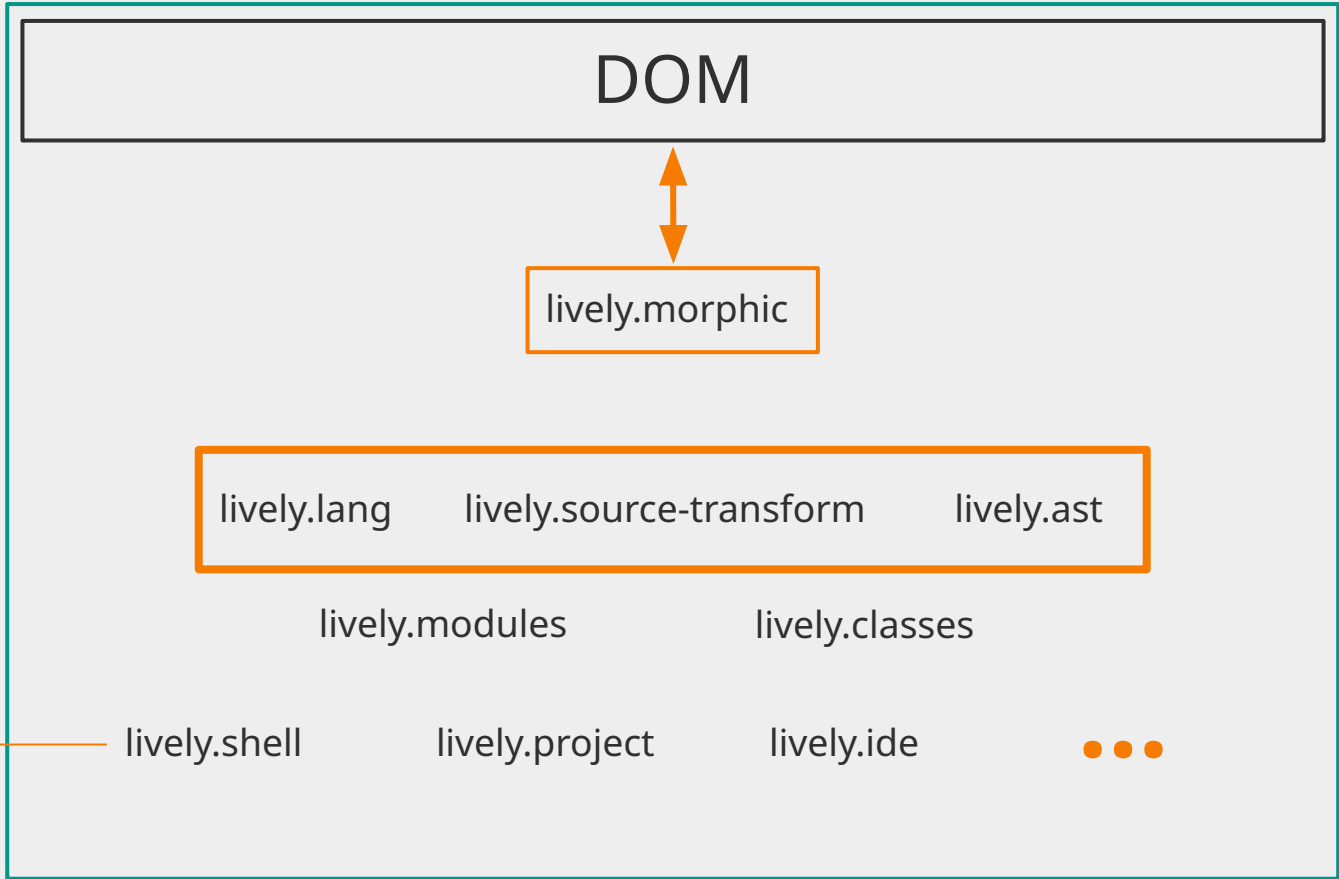 DOM
lively.morphic
lively.lang lively.source-transform lively.ast
lively.modules lively.classes
lively.shell lively.project lively.ide ...